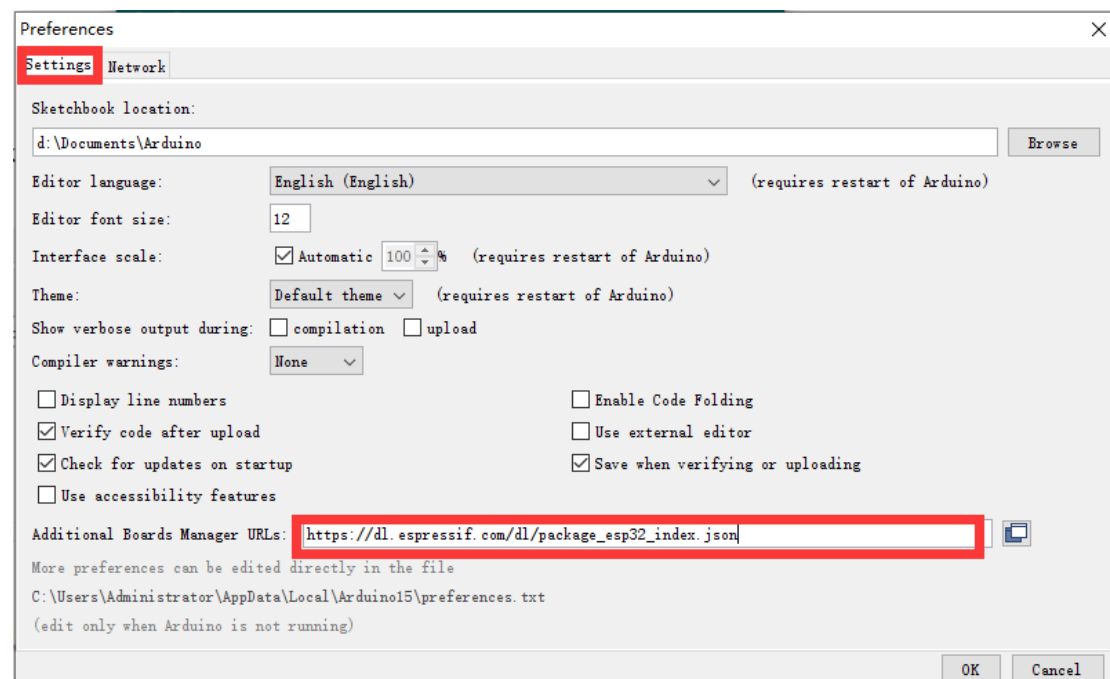 Preferences
Settings Network
Sketchbook location:
d:\Documents\Arduino Browse
Editor language: English (English) (requires restart of Arduino)
Editor font size: 12
Interface scale: Automatic 100 % (requires restart of Arduino)
Theme: Default theme (requires restart of Arduino)
Show verbose output during: compilation upload
Compiler warnings: None
Display line numbers Enable Code Folding
Verify code after upload Use external editor
Check for updates on startup Save when verifying or uploading
Use accessibility features
Additional Boards Manager URLs: https://dl.espressif.com/dl/package_esp32_index.json
More preferences can be edited directly in the file
C:\Users\Administrator\AppData\Local\Arduino15\preferences.txt
(edit only when Arduino is not running)
OK Cancel